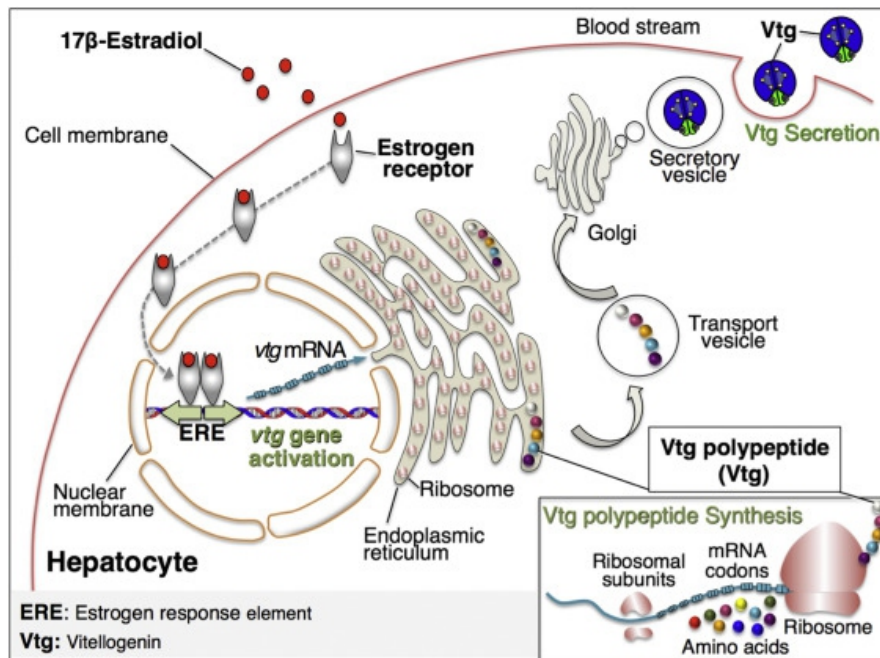 17β-Estradiol
Blood stream
Vtg
Cell membrane
Estrogen
receptor
Secretory
vesicle
Vtg Secretion
Golgi
vtg mRNA
Transport
vesicle
ERE
vtg gene
activation
Vtg polypeptide
(Vtg)
Nuclear
membrane
Ribosome
Endoplasmic
reticulum
Hepatocyte
Vtg polypeptide Synthesis
Ribosomal
subunits
mRNA
codons
Amino acids
Ribosome
ERE: Estrogen response element
Vtg: Vitellogenin